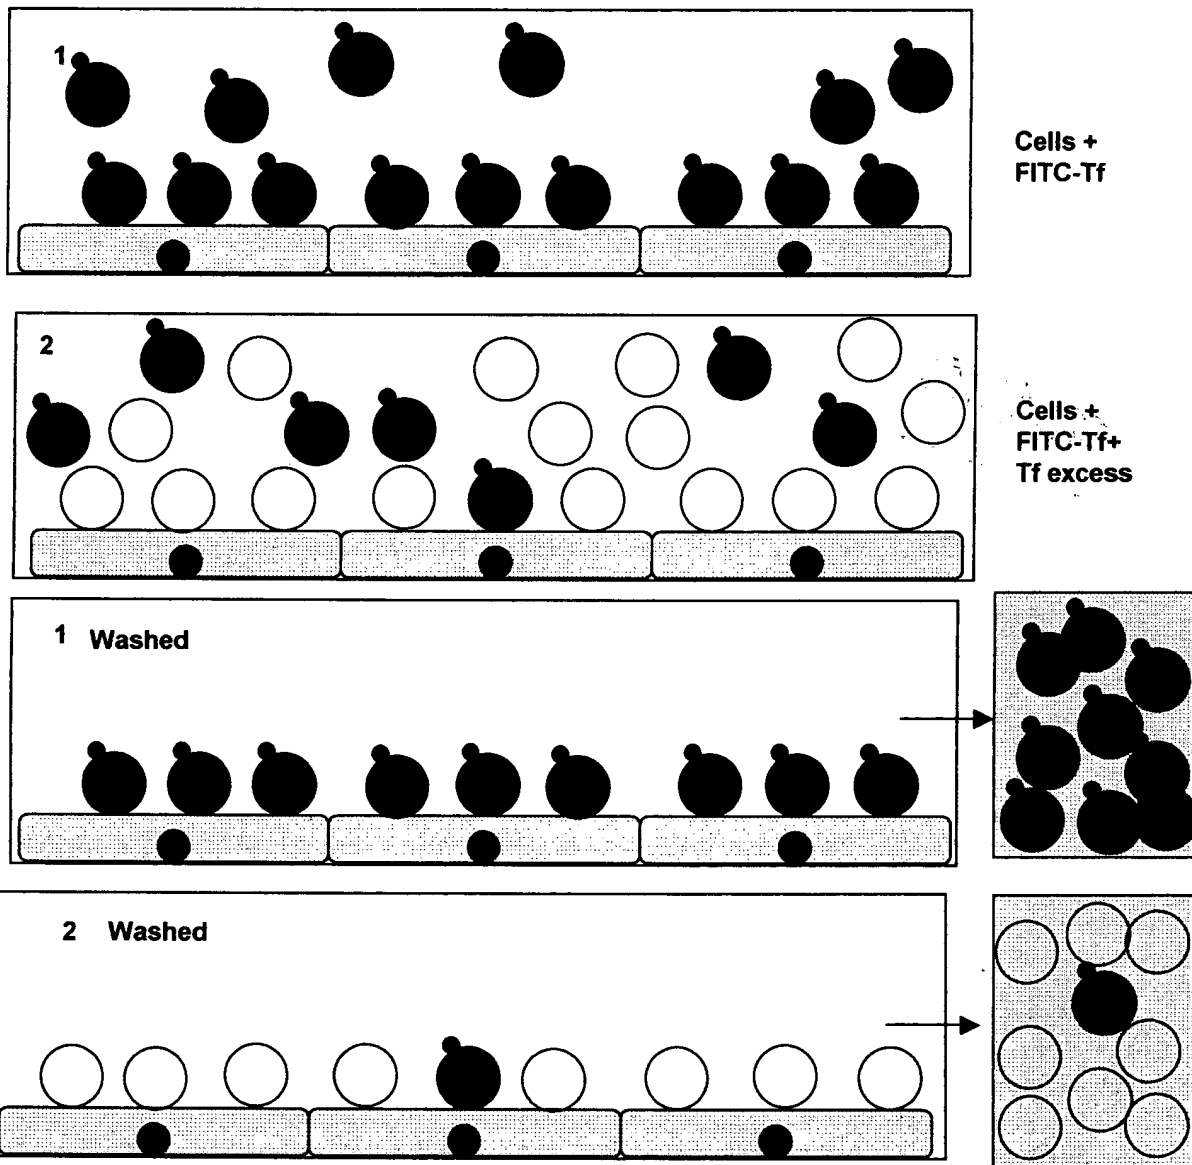 1
Cells +
FITC-Tf
2
Cells +
FITC-Tf+
Tf excess
1 Washed
2 Washed